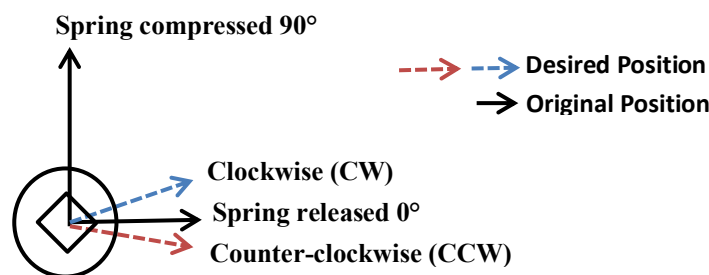 Spring compressed 90°
Desired Position
Original Position
Clockwise (CW)
Spring released 0°
Counter-clockwise (CCW)